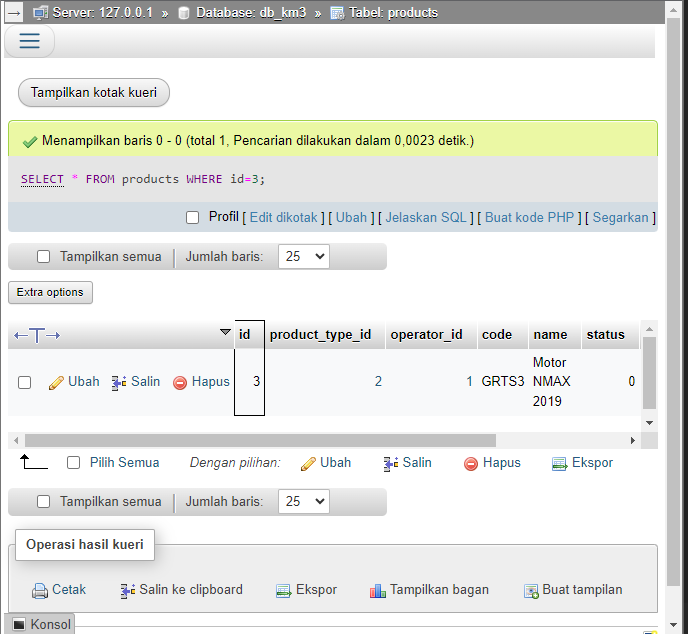 Server: 127.0.0.1 » Database: db_km3 » Tabel: products
Tampilkan kotak kueri
Menampilkan baris 0 - 0 (total 1, Pencarian dilakukan dalam 0,0023 detik.)
SELECT * FROM products WHERE id=3;
Profil [ Edit dikotak ] [ Ubah ] [ Jelaskan SQL ] [ Buat kode PHP ] [ Segarkan ]
Tampilkan semua | Jumlah baris: 25
Extra options
←T→ id product_type_id operator_id code name status
Ubah Salin Hapus 3 2 1 GRTS3 Motor 0
NMAX
2019
Pilih Semua Dengan pilihan: Ubah Salin Hapus Ekspor
Tampilkan semua | Jumlah baris: 25
Operasi hasil kueri
Cetak Salin ke clipboard Ekspor Tampilkan bagan Buat tampilan
Konsol